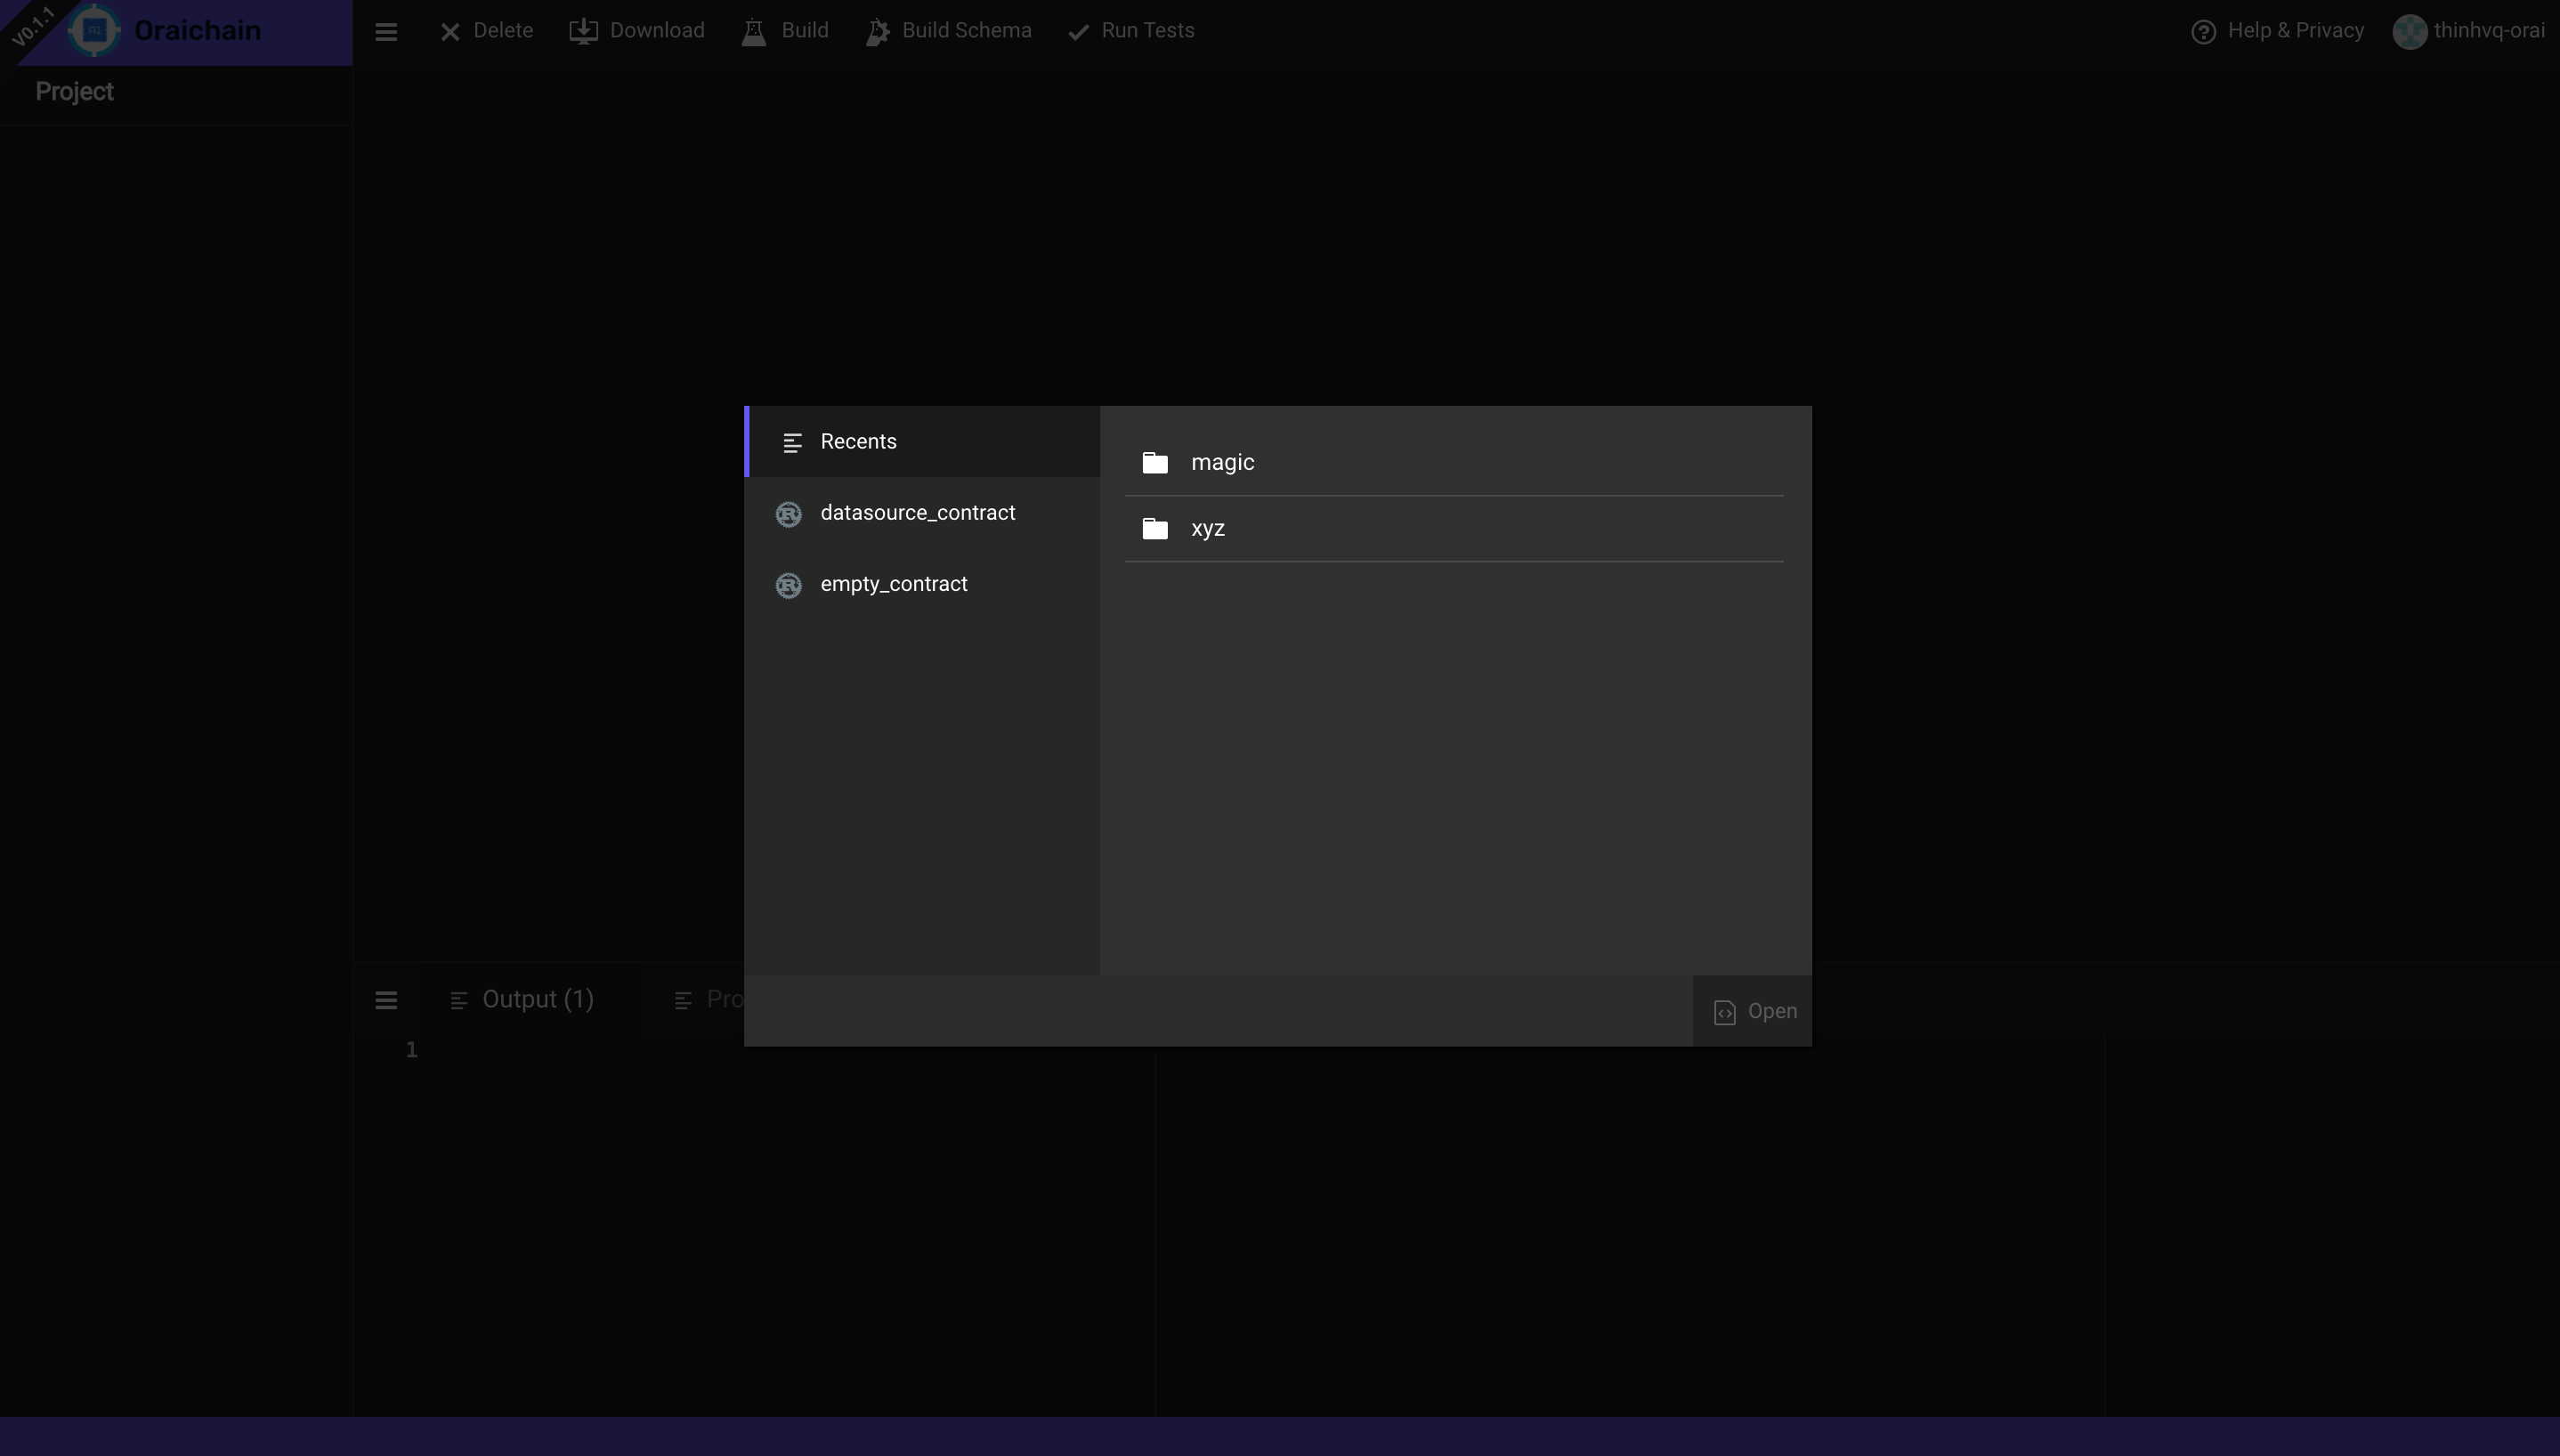 V0.1.1
AI
Oraichain
Delete
Download
Build
Build Schema
Run Tests
Help & Privacy
thinhvq-orai
Project
Recents
datasource_contract
empty_contract
magic
xyz
Open
Output (1)
Pro
1